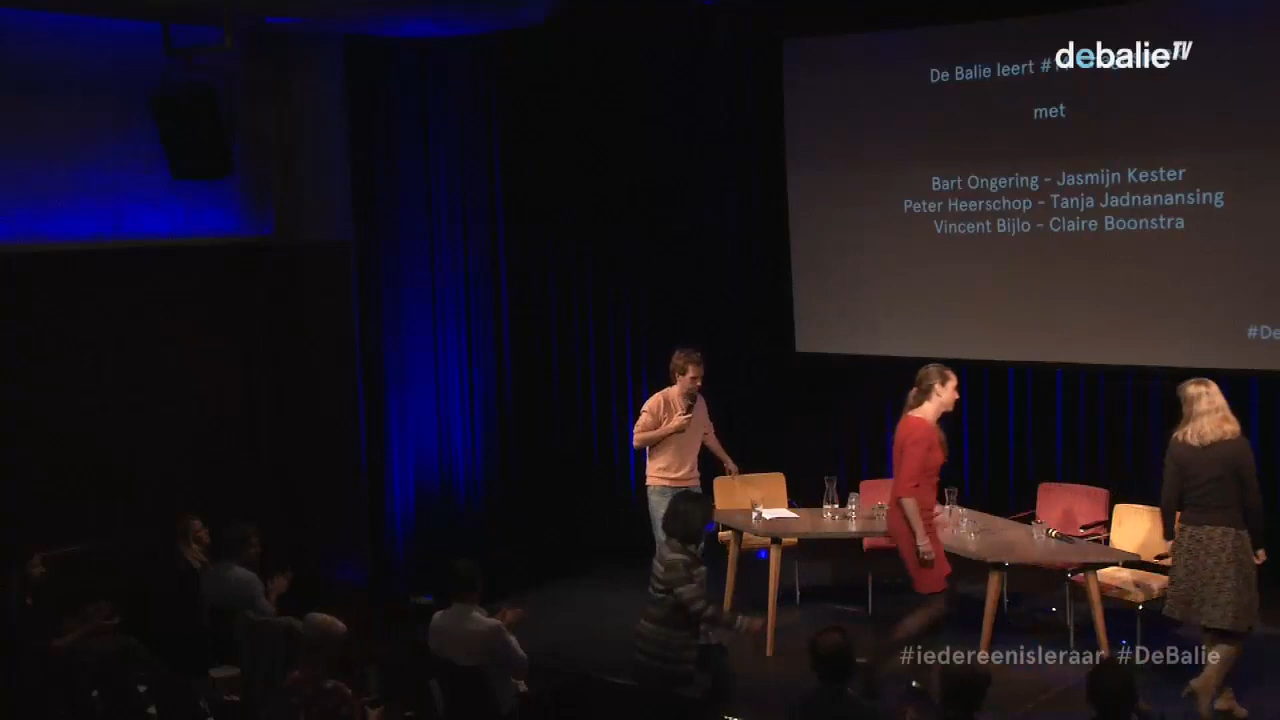 debalieTV
De Balie leert
met
Bart Ongering - Jasmijn Kester
Peter Heerschop - Tanja Jadnanansing
Vincent Bijlo - Claire Boonstra
#De
#iedereenisleraar #DeBalie